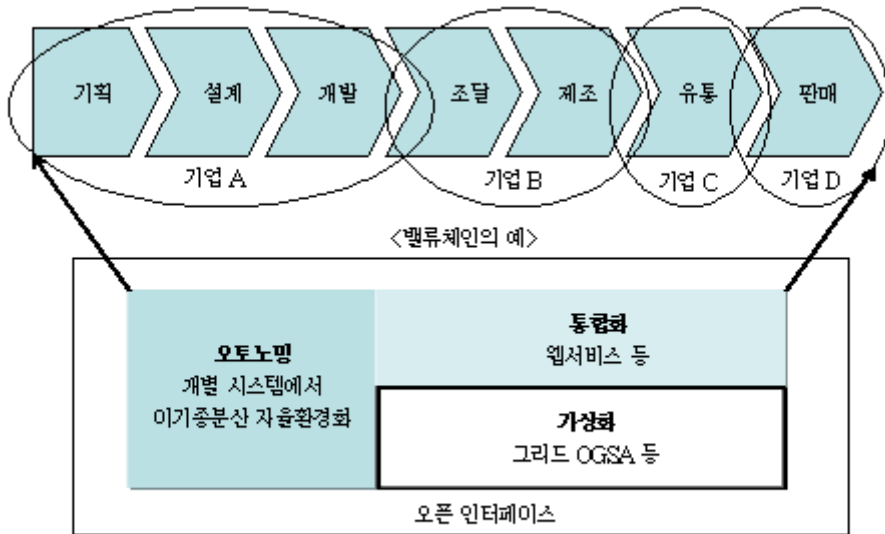 기획 설계 개발 조달 제조 유통 판매
기업 A 기업 B 기업 C 기업 D
<밸류체인의 예>
오토노믹
개별 시스템에서
이기종분산 자율환경화
통합화
웹서비스 등
가상화
그리드 OGSA 등
오픈 인터페이스